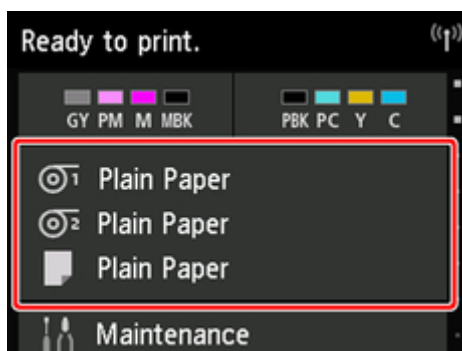 Ready to print.
GY PM M MBK PBK PC Y C
1 Plain Paper
2 Plain Paper
Plain Paper
Maintenance